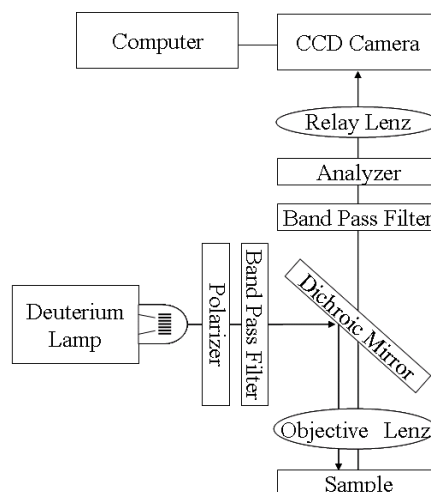 Computer
CCD Camera
Relay Lenz
Analyzer
Band Pass Filter
Deuterium
Lamp
Polarizer
Band Pass Filter
Dichroic Mirror
Objective Lenz
Sample